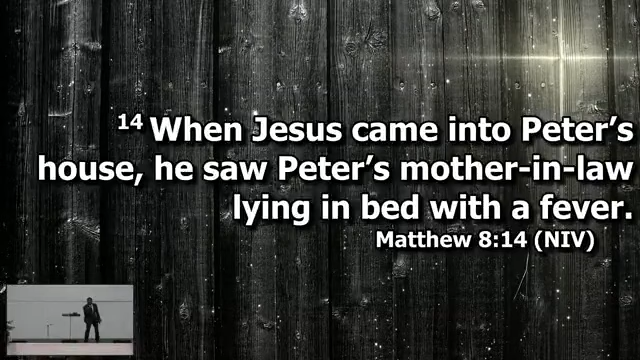 14 When Jesus came into Peter’s
house, he saw Peter’s mother-in-law
lying in bed with a fever.
Matthew 8:14 (NIV)